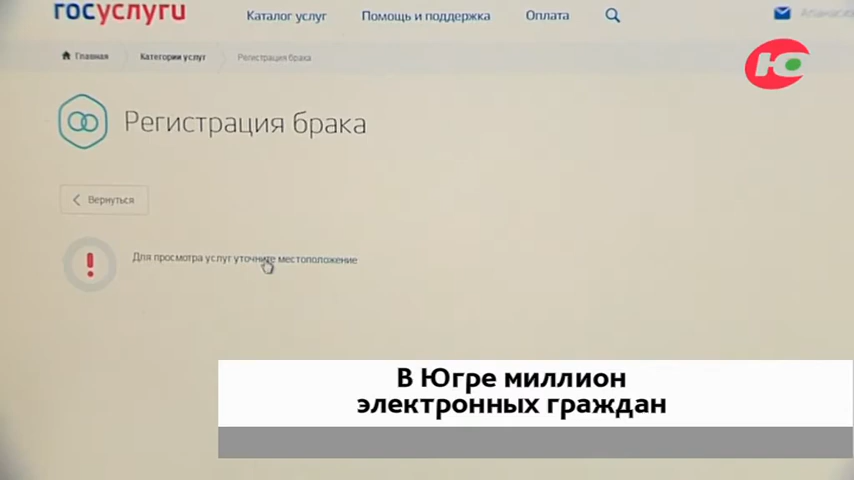 госуслуги
Каталог услуг
Помощь и поддержка
Оплата
Главная
Категории услуг
Регистрация брака
Регистрация брака
Вернуться
Для просмотра услуг уточните местоположение
В Югре миллион
электронных граждан
Ю